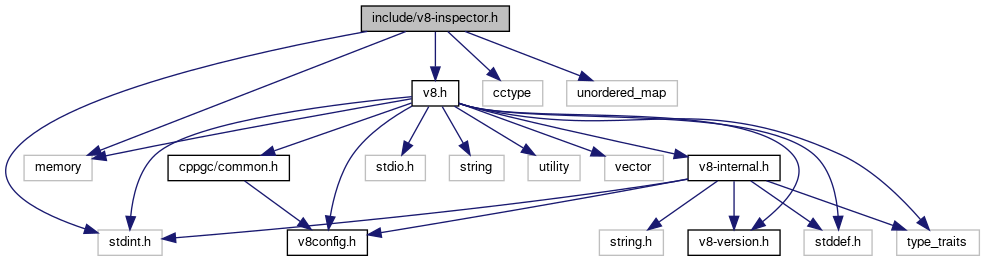 include/v8-inspector.h
v8.h
cctype
unordered_map
memory
cppgc/common.h
stdio.h
string
utility
vector
v8-internal.h
stdint.h
v8config.h
string.h
v8-version.h
stddef.h
type_traits